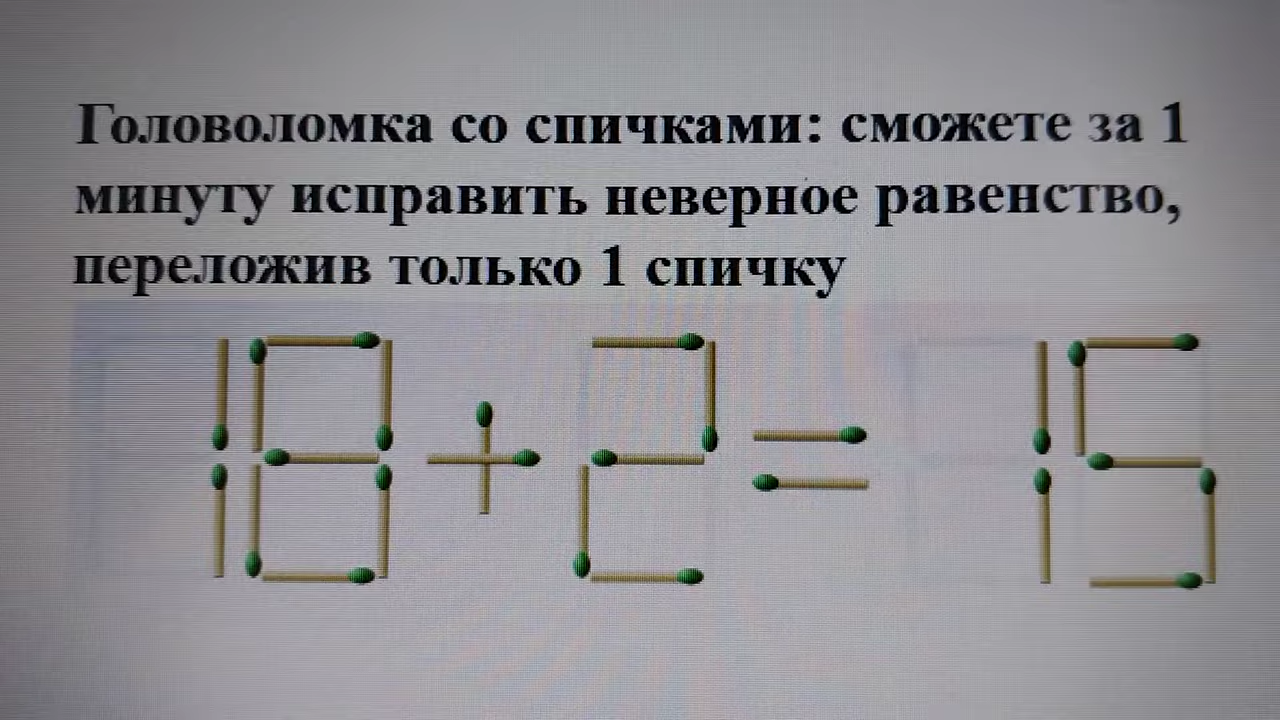 Головоломка со спичками: сможете за 1
минуту исправить неверное равенство,
переложив только 1 спичку
18 + 2 = 15